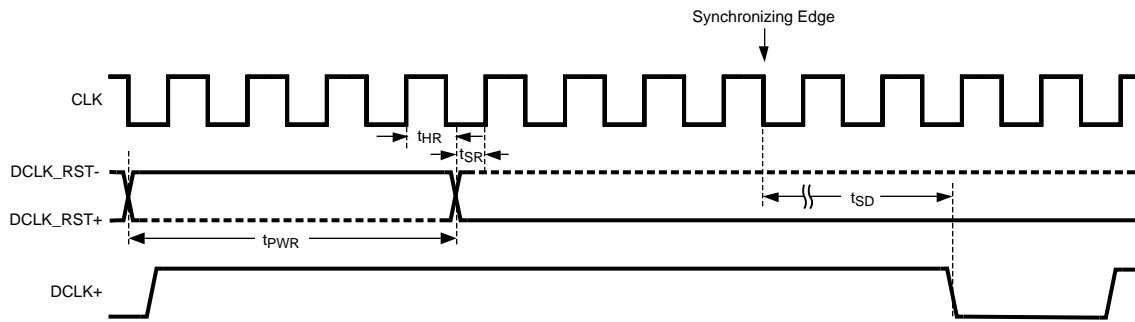 Synchronizing Edge
CLK
tHR
tSR
DCLK_RST-
DCLK_RST+
tSD
tPWR
DCLK+